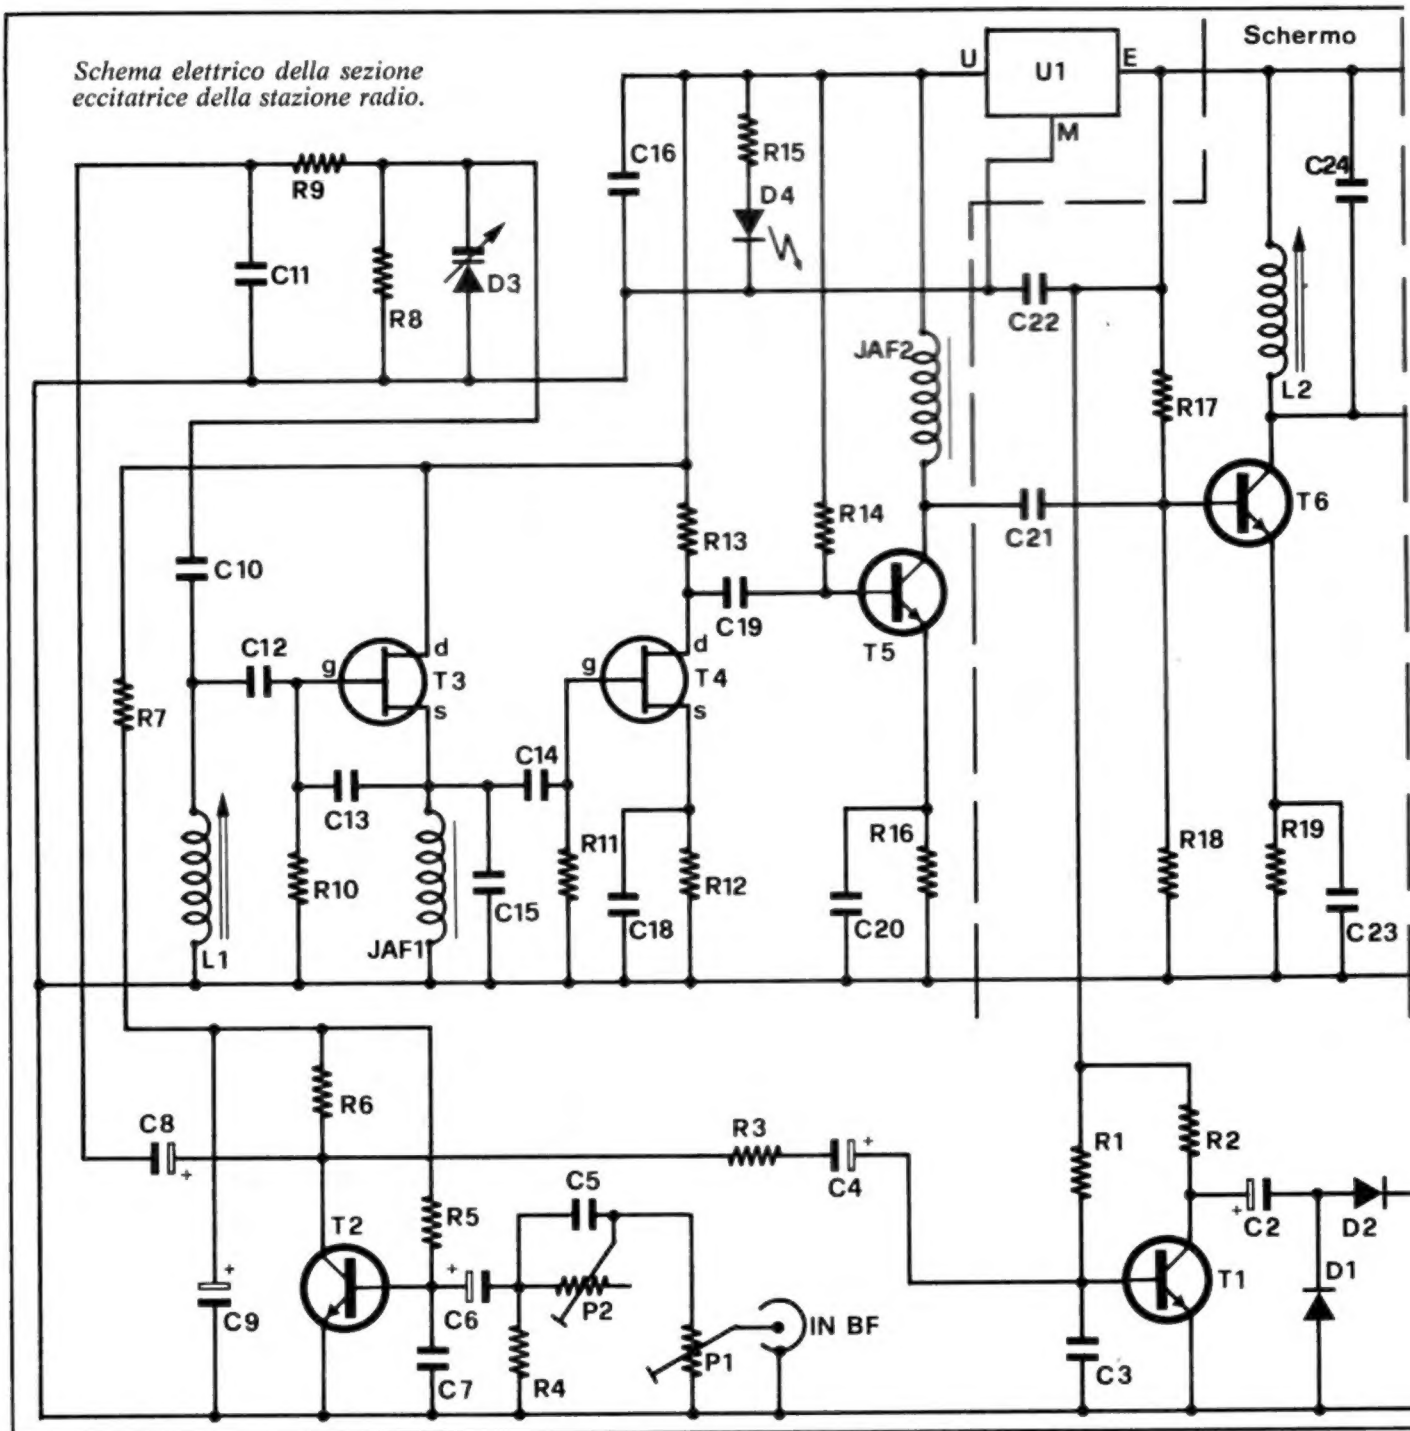 Schema elettrico della sezione
eccitatrice della stazione radio.
U
U1
E
M
Schermo
C16
R15
D4
C24
R9
C11
R8
D3
C22
JAF2
L2
R17
T6
R13
R14
C21
C10
C19
T5
C12
g
d
T3
s
g
d
T4
s
R7
C14
C13
R11
R10
C15
R12
C18
R16
C20
R18
R19
C23
L1
JAF1
R6
C8
+
R3
C4
+
R1
R2
C5
R5
T2
+
C2
D2
+
C9
+
C6
P2
T1
D1
IN BF
P1
C7
R4
C3